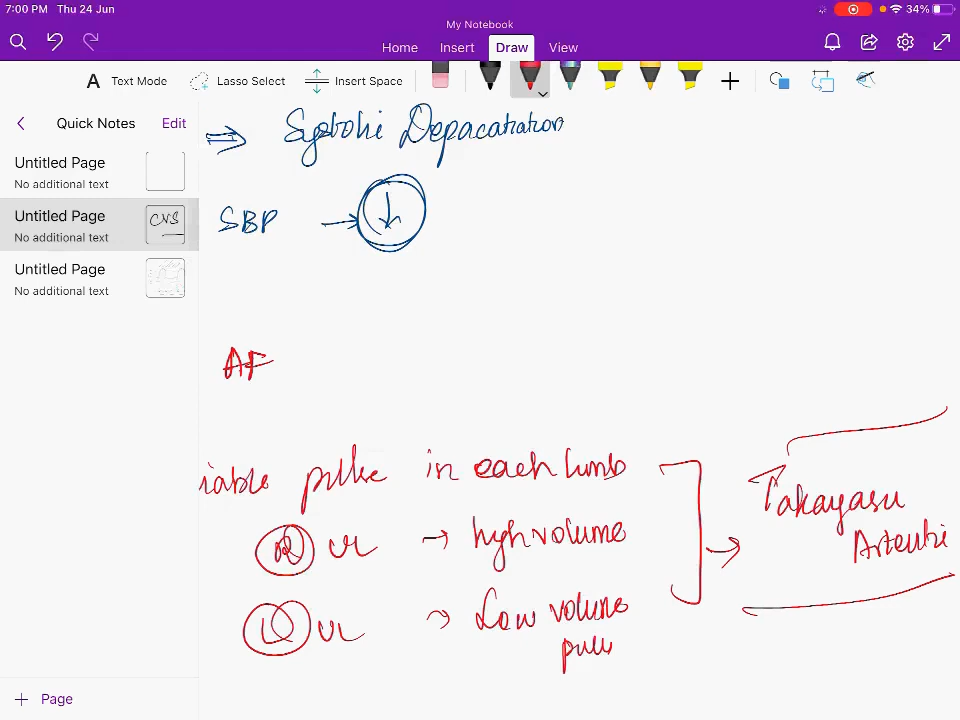 7:00 PM Thu 24 Jun
34%
My Notebook
Home Insert Draw View
Text Mode Lasso Select Insert Space
Quick Notes Edit
Untitled Page
No additional text
Untitled Page
No additional text
CNS
Untitled Page
No additional text
Page
⇒ Systolic
SBP → ↓
AF
iable pulse in each limb
R UL → high volume
L UL → Low volume
pulse
→ Takayasu